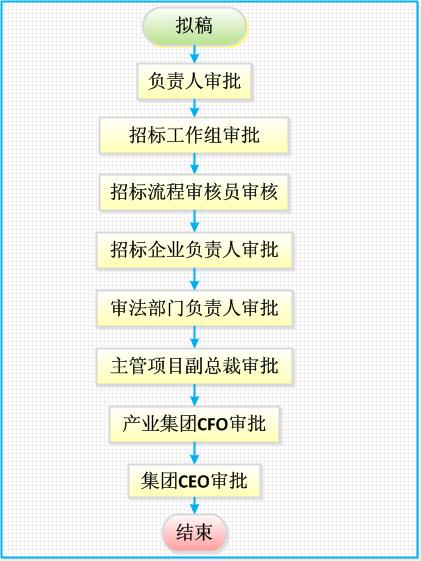 拟稿
负责人审批
招标工作组审批
招标流程审核员审核
招标企业负责人审批
审法部门负责人审批
主管项目副总裁审批
产业集团CFO审批
集团CEO审批
结束